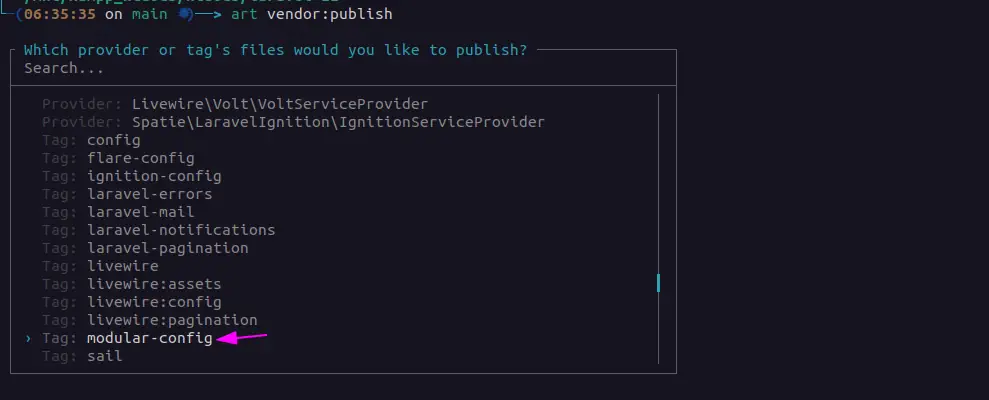 (06:35:35 on main ●)──> art vendor:publish
Which provider or tag's files would you like to publish?
Search...
Provider: Livewire\Volt\VoltServiceProvider
Provider: Spatie\LaravelIgnition\IgnitionServiceProvider
Tag: config
Tag: flare-config
Tag: ignition-config
Tag: laravel-errors
Tag: laravel-mail
Tag: laravel-notifications
Tag: laravel-pagination
Tag: livewire
Tag: livewire:assets
Tag: livewire:config
Tag: livewire:pagination
› Tag: modular-config
Tag: sail